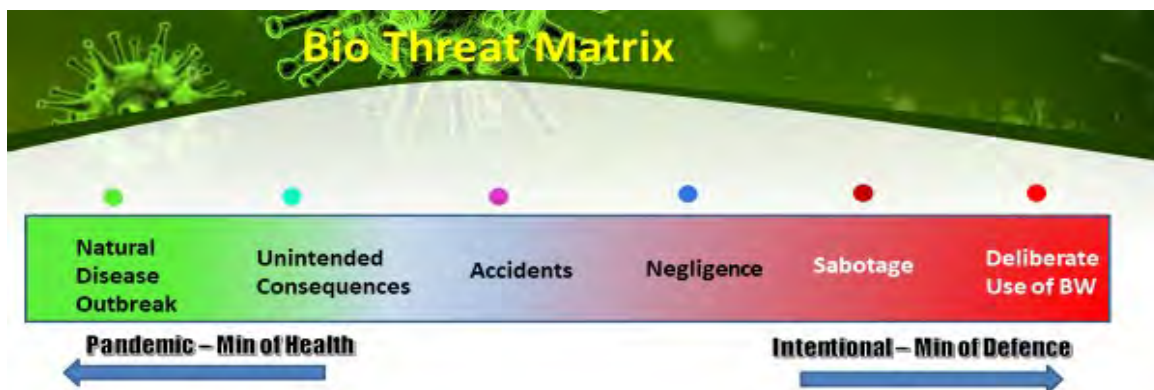 Bio Threat Matrix
Natural
Disease
Outbreak
Unintended
Consequences
Accidents
Negligence
Sabotage
Deliberate
Use of BW
Pandemic – Min of Health
Intentional – Min of Defence